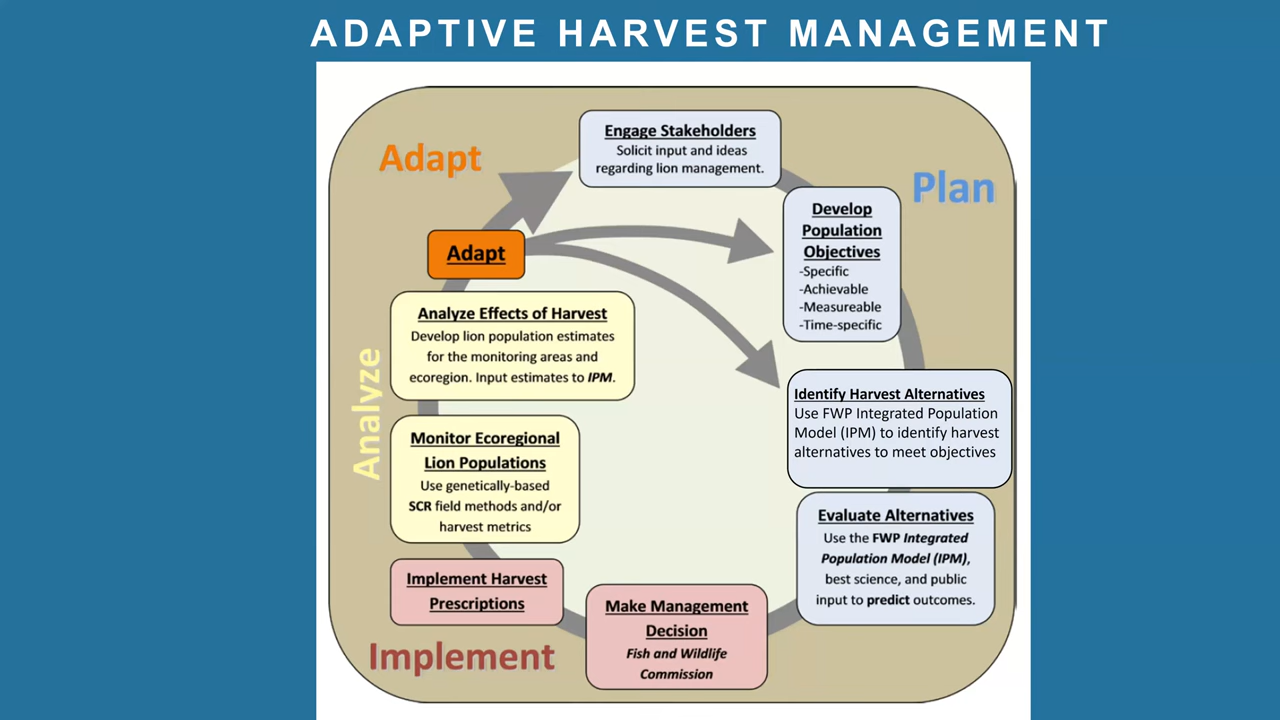 ADAPTIVE HARVEST MANAGEMENT
Adapt
Engage Stakeholders
Solicit input and ideas
regarding lion management.
Plan
Develop
Population
Objectives
-Specific
-Achievable
-Measureable
-Time-specific
Adapt
Analyze Effects of Harvest
Develop lion population estimates
for the monitoring areas and
ecoregion. Input estimates to IPM.
Analyze
Identify Harvest Alternatives
Use FWP Integrated Population
Model (IPM) to identify harvest
alternatives to meet objectives
Monitor Ecoregional
Lion Populations
Use genetically-based
SCR field methods and/or
harvest metrics
Evaluate Alternatives
Use the FWP Integrated
Population Model (IPM),
best science, and public
input to predict outcomes.
Implement Harvest
Prescriptions
Make Management
Decision
Fish and Wildlife
Commission
Implement